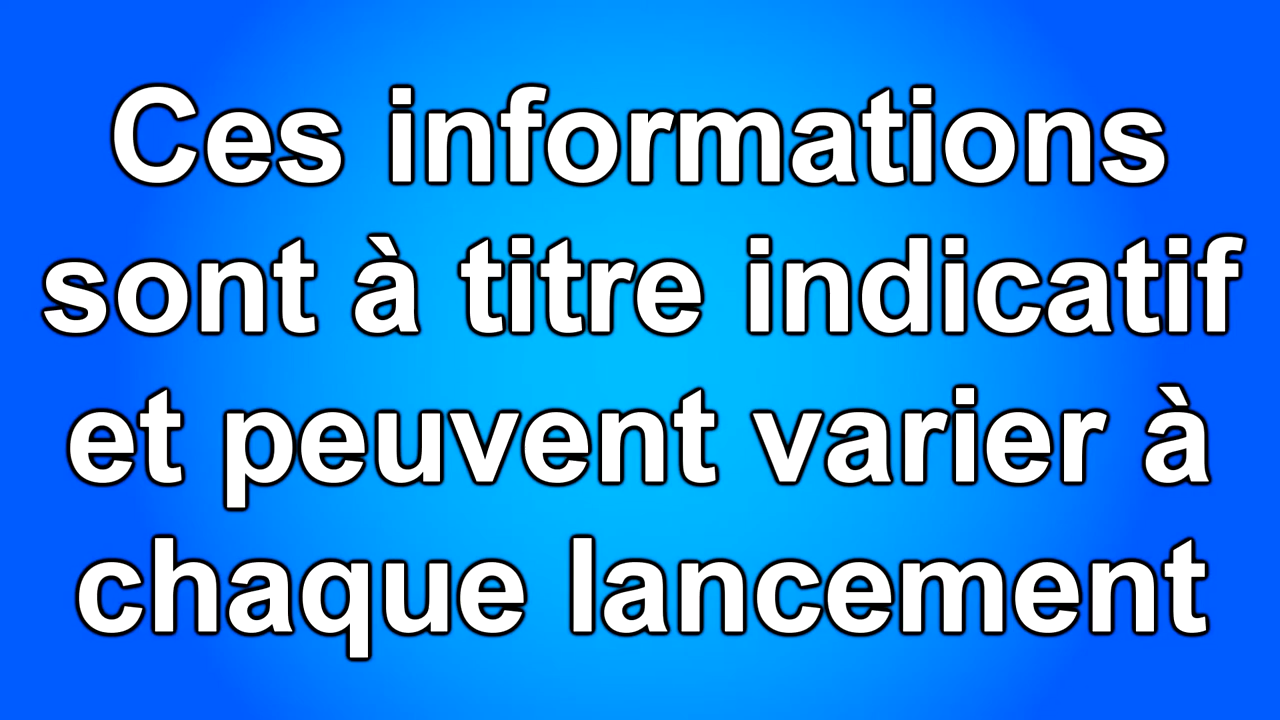 Ces informations
sont à titre indicatif
et peuvent varier à
chaque lancement